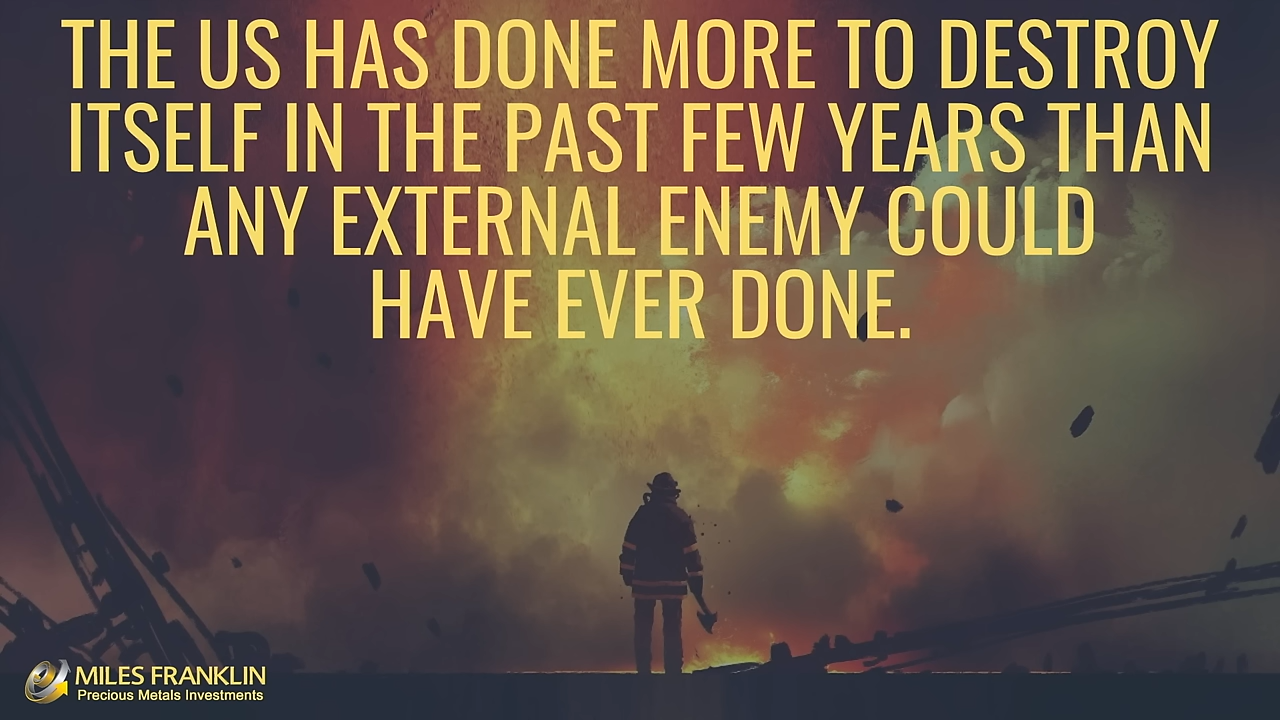 THE US HAS DONE MORE TO DESTROY
ITSELF IN THE PAST FEW YEARS THAN
ANY EXTERNAL ENEMY COULD
HAVE EVER DONE.
MILES FRANKLIN
Precious Metals Investments